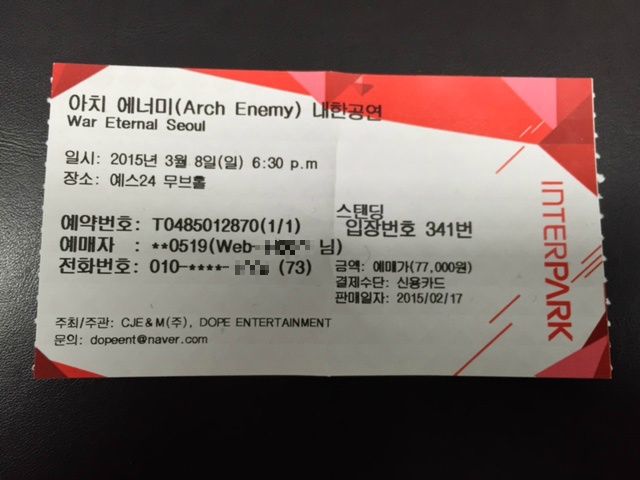 아치 에너미(Arch Enemy) 내한공연
War Eternal Seoul
일시: 2015년 3월 8일(일) 6:30 p.m
장소: 예스24 무브홀
예약번호: T0485012870(1/1)
예매자 : **0519(Web- 님)
전화번호: 010-****- (73)
스탠딩
입장번호 341번
금액: 예매가(77,000원)
결제수단: 신용카드
판매일자: 2015/02/17
주최/주관: CJE&M(주), DOPE ENTERTAINMENT
문의: dopeent@naver.com
INTERPARK